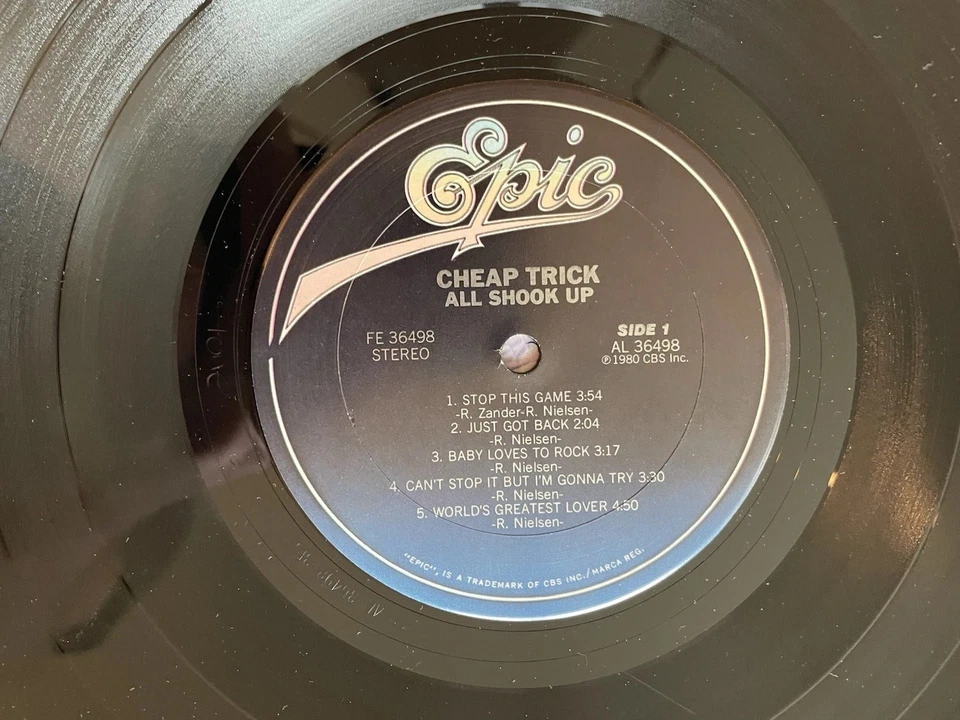 Epic
CHEAP TRICK
ALL SHOOK UP
FE 36498
STEREO
SIDE 1
AL 36498
℗1980 CBS Inc.
1. STOP THIS GAME 3:54
-R. Zander-R. Nielsen-
2. JUST GOT BACK 2:04
-R. Nielsen-
3. BABY LOVES TO ROCK 3:17
-R. Nielsen-
4. CAN'T STOP IT BUT I'M GONNA TRY 3:30
-R. Nielsen-
5. WORLD'S GREATEST LOVER 4:50
-R. Nielsen-
"EPIC", IS A TRADEMARK OF CBS INC./MARCA REG.